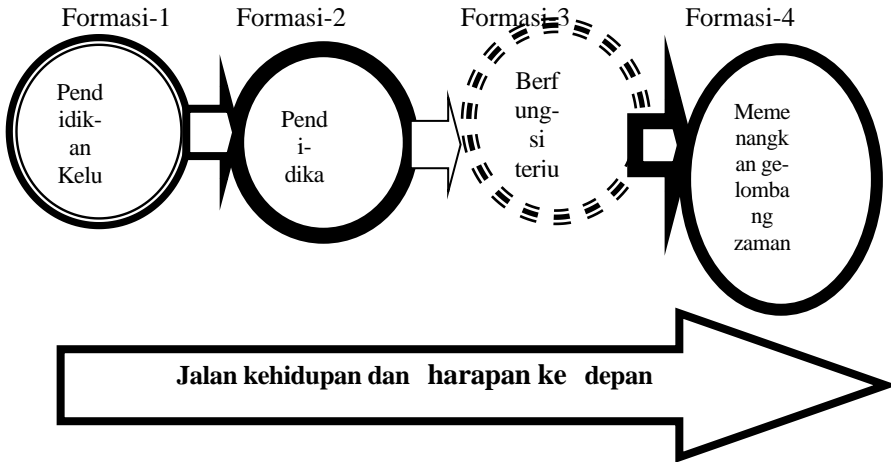 Formasi-1 Formasi-2 Formasi-3 Formasi-4
Pend
idik-
an
Kelu
Pend
i-
dika
Berf
ung-
si
teriu
Meme
nangk
an ge-
lomba
ng
zaman
Jalan kehidupan dan harapan ke depan